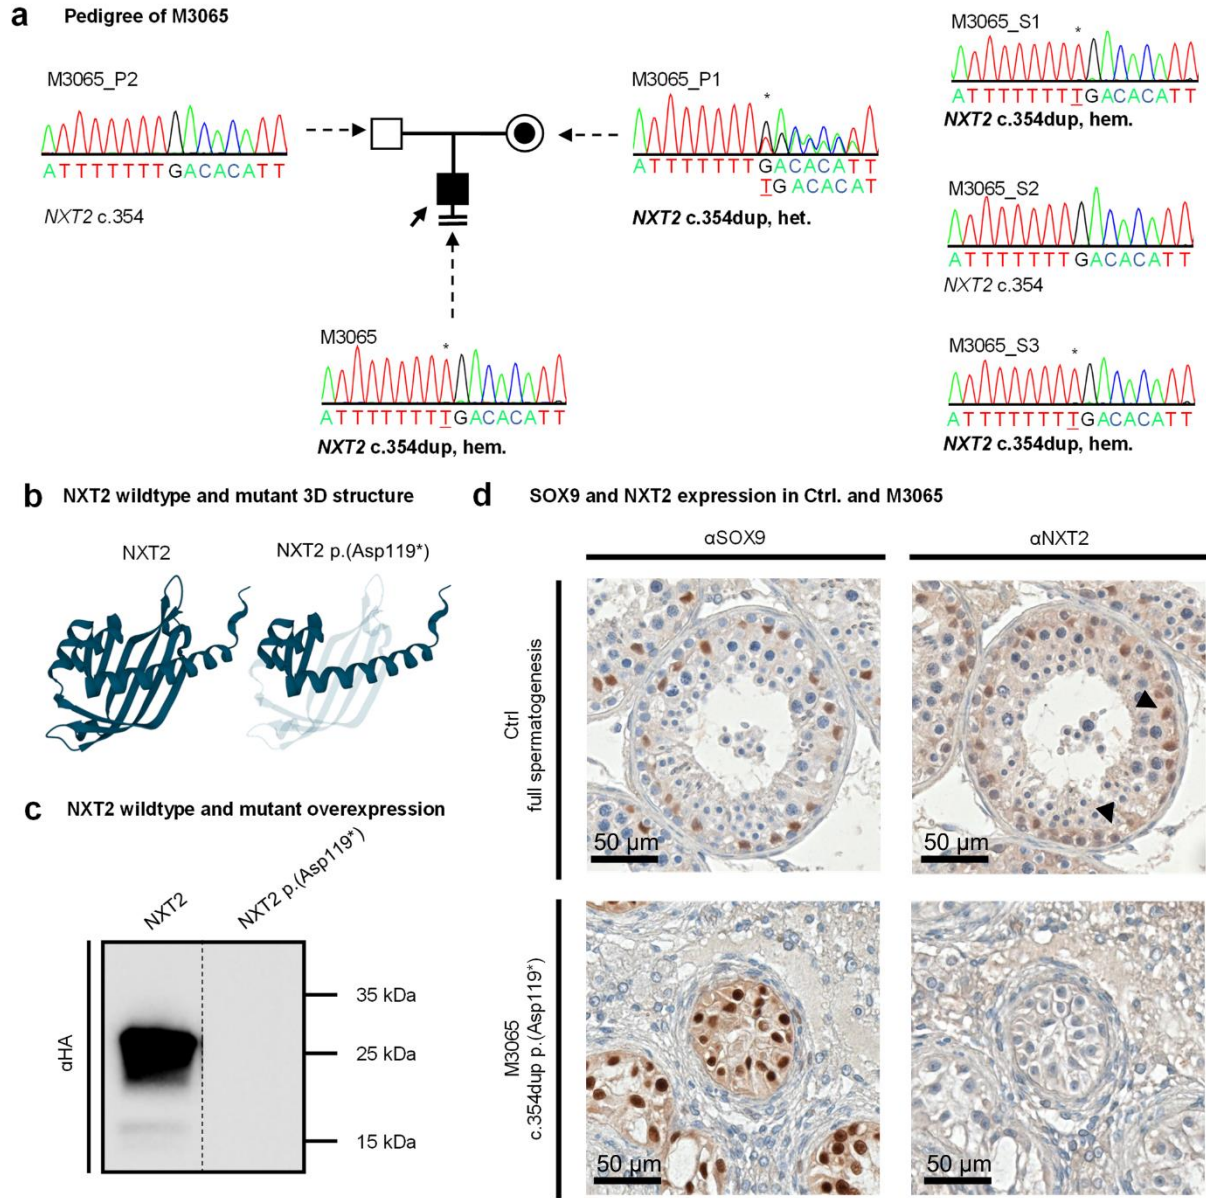 a Pedigree of M3065
M3065_P2
ATTTTTTTGACACATT
NXT2 c.354
M3065_P1
*
ATTTTTTTGACACATT
TGACACAT
NXT2 c.354dup, het.
M3065
*
ATTTTTTTTGACACATT
NXT2 c.354dup, hem.
M3065_S1
*
ATTTTTTTTGACACATT
NXT2 c.354dup, hem.
M3065_S2
ATTTTTTTGACACATT
NXT2 c.354
M3065_S3
*
ATTTTTTTTGACACATT
NXT2 c.354dup, hem.
b NXT2 wildtype and mutant 3D structure
NXT2
NXT2 p.(Asp119*)
c NXT2 wildtype and mutant overexpression
NXT2
NXT2 p.(Asp119*)
αHA
35 kDa
25 kDa
15 kDa
d SOX9 and NXT2 expression in Ctrl. and M3065
αSOX9
αNXT2
Ctrl
full spermatogenesis
50 µm
50 µm
M3065
c.354dup p.(Asp119*)
50 µm
50 µm